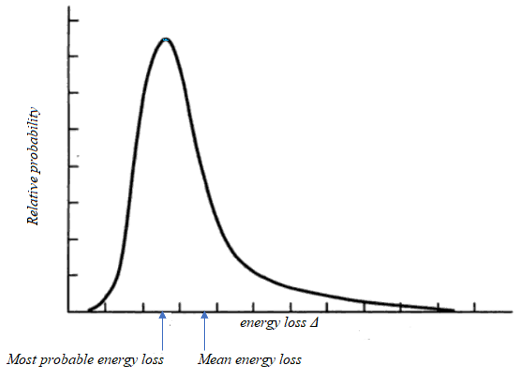 Relative probability
energy loss Δ
Most probable energy loss
Mean energy loss